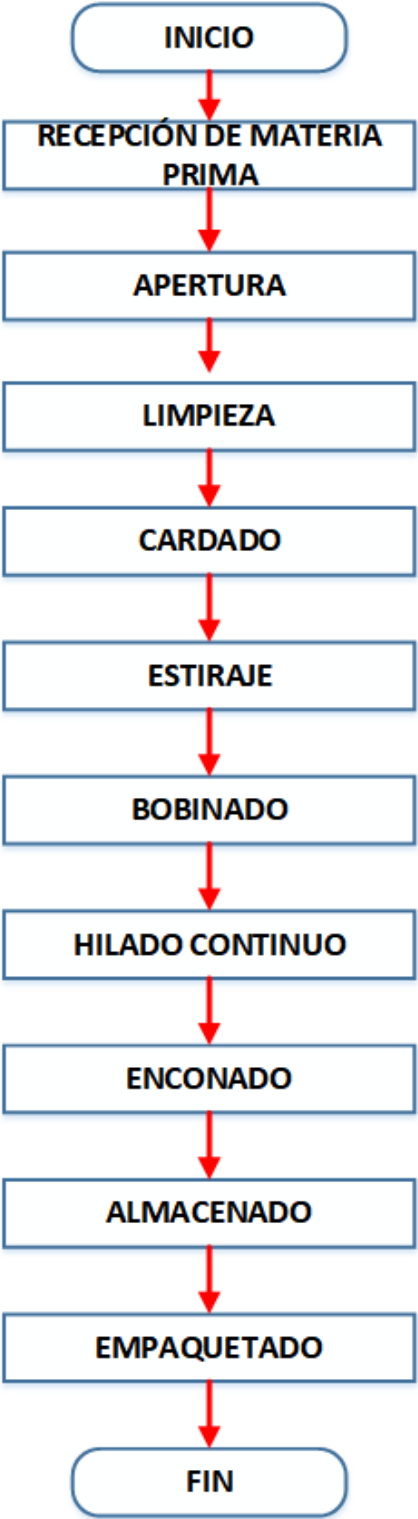 INICIO
RECEPCIÓN DE MATERIA
PRIMA
APERTURA
LIMPIEZA
CARDADO
ESTIRAJE
BOBINADO
HILADO CONTINUO
ENCONADO
ALMACENADO
EMPAQUETADO
FIN